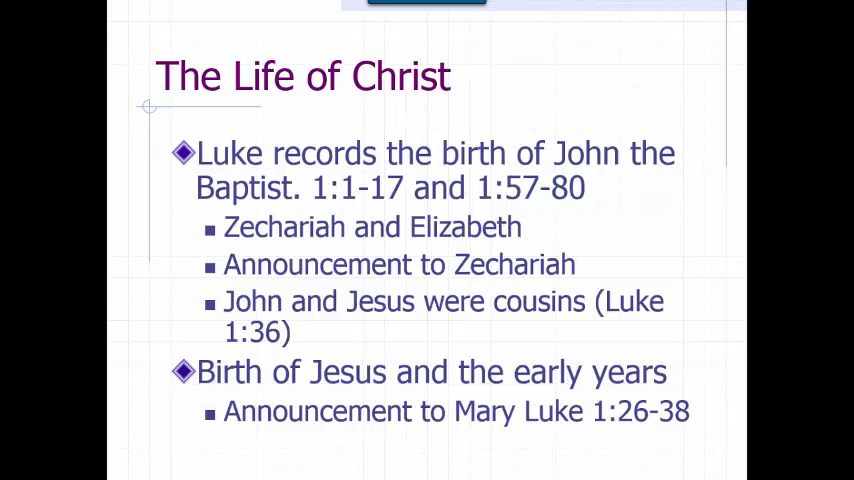 The Life of Christ
Luke records the birth of John the
Baptist. 1:1-17 and 1:57-80
Zechariah and Elizabeth
Announcement to Zechariah
John and Jesus were cousins (Luke
1:36)
Birth of Jesus and the early years
Announcement to Mary Luke 1:26-38